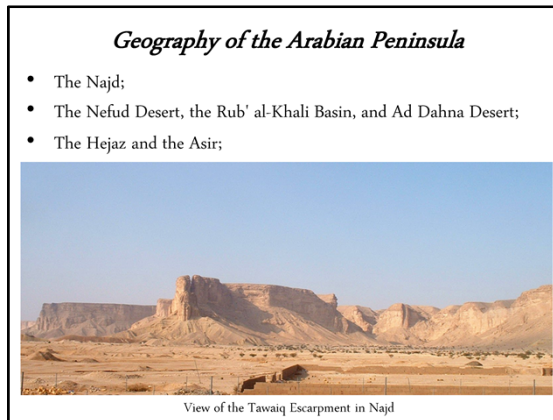 Geography of the Arabian Peninsula
• The Najd;
• The Nefud Desert, the Rub' al-Khali Basin, and Ad Dahna Desert;
• The Hejaz and the Asir;
View of the Tawaiq Escarpment in Najd